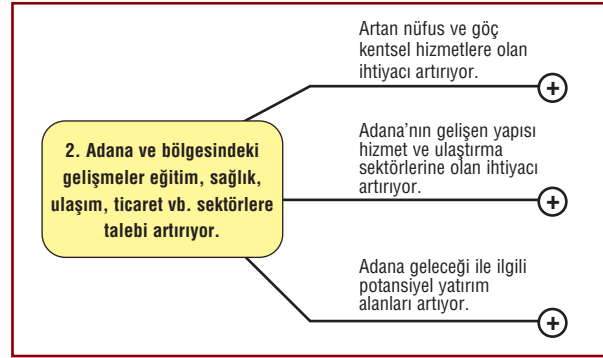 Artan nüfus ve göç
kentsel hizmetlere olan
ihtiyacı artırıyor.
+
2. Adana ve bölgesindeki
gelişmeler eğitim, sağlık,
ulaşım, ticaret vb. sektörlere
talebi artırıyor.
Adana’nın gelişen yapısı
hizmet ve ulaştırma
sektörlerine olan ihtiyacı
artırıyor.
+
Adana geleceği ile ilgili
potansiyel yatırım
alanları artıyor.
+